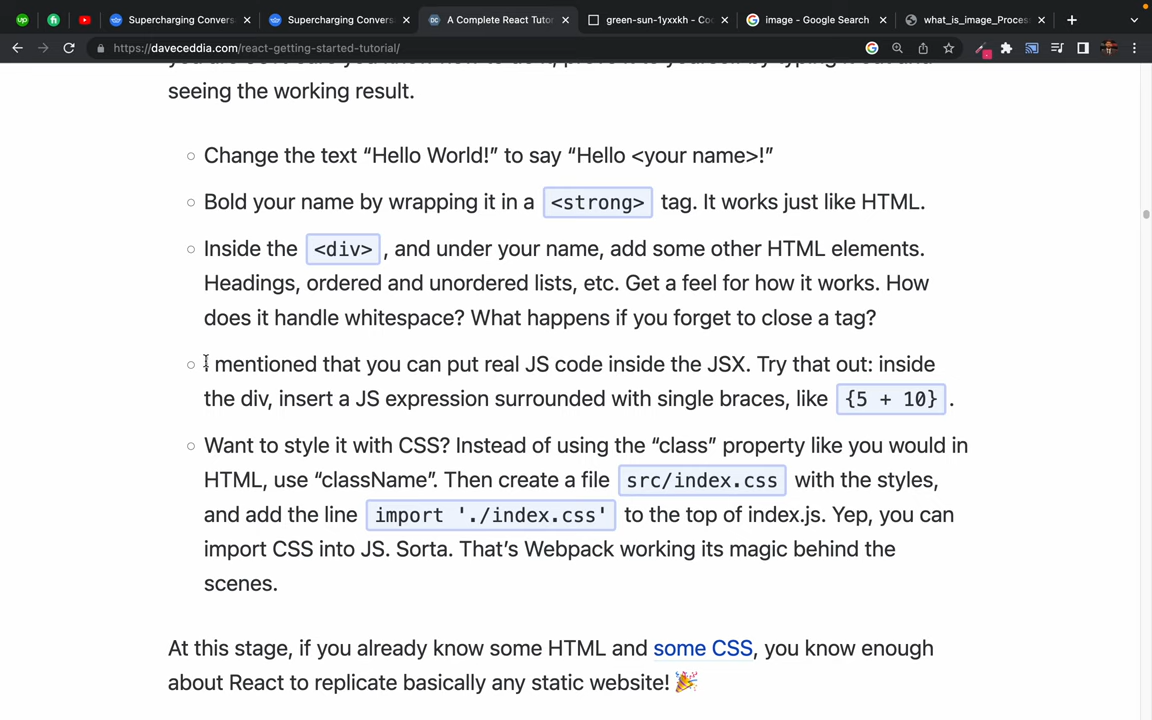 Supercharging Convers
Supercharging Convers
A Complete React Tutor
green-sun-1yxxkh - Coc
image - Google Search
what_is_image_Proces
https://daveceddia.com/react-getting-started-tutorial/
seeing the working result.
Change the text “Hello World!” to say “Hello <your name>!”
Bold your name by wrapping it in a <strong> tag. It works just like HTML.
Inside the <div>, and under your name, add some other HTML elements.
Headings, ordered and unordered lists, etc. Get a feel for how it works. How
does it handle whitespace? What happens if you forget to close a tag?
I mentioned that you can put real JS code inside the JSX. Try that out: inside
the div, insert a JS expression surrounded with single braces, like {5 + 10}.
Want to style it with CSS? Instead of using the “class” property like you would in
HTML, use “className”. Then create a file src/index.css with the styles,
and add the line import './index.css' to the top of index.js. Yep, you can
import CSS into JS. Sorta. That’s Webpack working its magic behind the
scenes.
At this stage, if you already know some HTML and some CSS, you know enough
about React to replicate basically any static website! 🎉